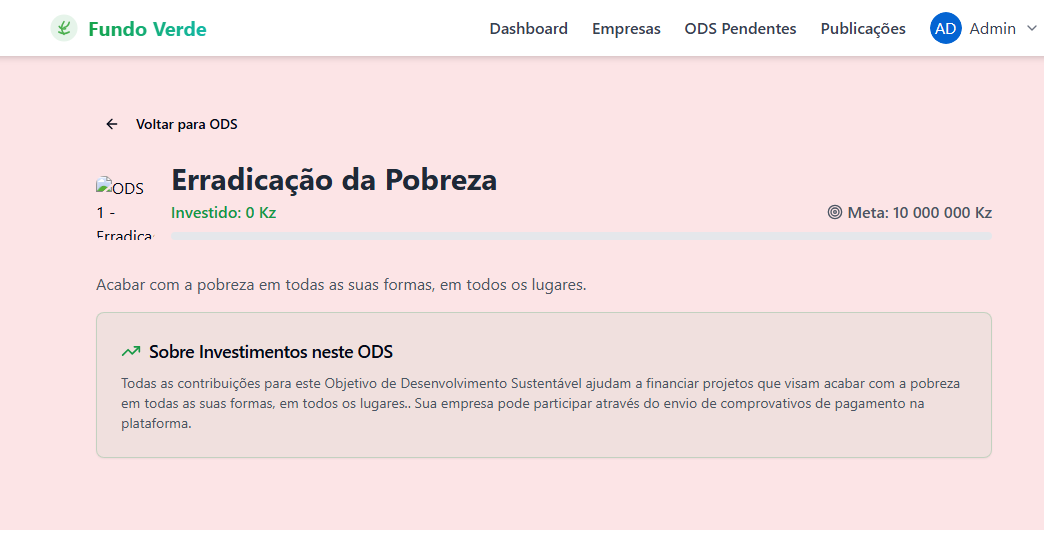 Fundo Verde
Dashboard Empresas ODS Pendentes Publicações AD Admin
Voltar para ODS
ODS
1 -
Erradica
Erradicação da Pobreza
Investido: 0 Kz
Meta: 10 000 000 Kz
Acabar com a pobreza em todas as suas formas, em todos os lugares.
Sobre Investimentos neste ODS
Todas as contribuições para este Objetivo de Desenvolvimento Sustentável ajudam a financiar projetos que visam acabar com a pobreza
em todas as suas formas, em todos os lugares.. Sua empresa pode participar através do envio de comprovativos de pagamento na
plataforma.